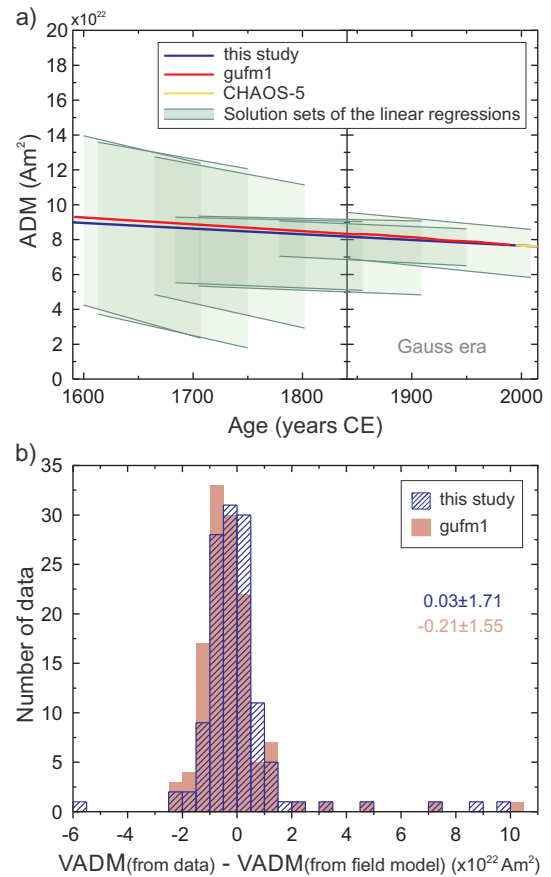 a)
x10²²
20
18
16
14
12
10
8
6
4
2
0
ADM (Am²)
this study
gufm1
CHAOS-5
Solution sets of the linear regressions
Gauss era
1600 1700 1800 1900 2000
Age (years CE)
b)
35
30
25
20
15
10
5
0
Number of data
this study
gufm1
0.03±1.71
-0.21±1.55
-6 -4 -2 0 2 4 6 8 10
VADM(from data) - VADM(from field model) (x10²² Am²)